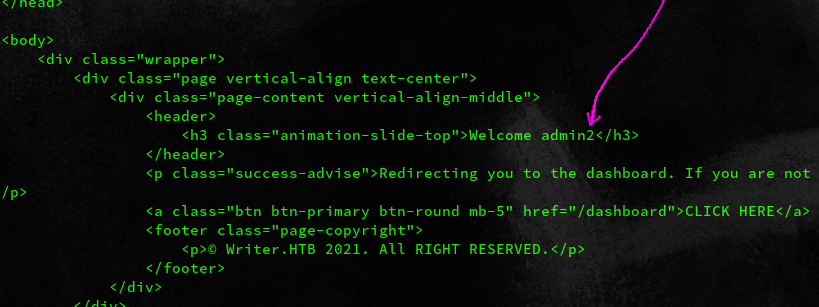 </head>
<body>
<div class="wrapper">
<div class="page vertical-align text-center">
<div class="page-content vertical-align-middle">
<header>
<h3 class="animation-slide-top">Welcome admin2</h3>
</header>
<p class="success-advise">Redirecting you to the dashboard. If you are not
/p>
<a class="btn btn-primary btn-round mb-5" href="/dashboard">CLICK HERE</a>
<footer class="page-copyright">
<p>© Writer.HTB 2021. All RIGHT RESERVED.</p>
</footer>
</div>
</div>